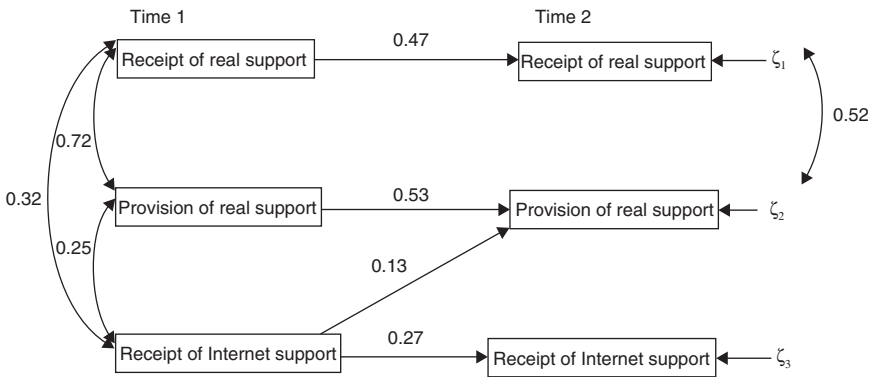 Time 1
Time 2
Receipt of real support
0.47
Receipt of real support
ζ1
0.72
0.52
0.32
Provision of real support
0.53
Provision of real support
ζ2
0.25
0.13
Receipt of Internet support
0.27
Receipt of Internet support
ζ3